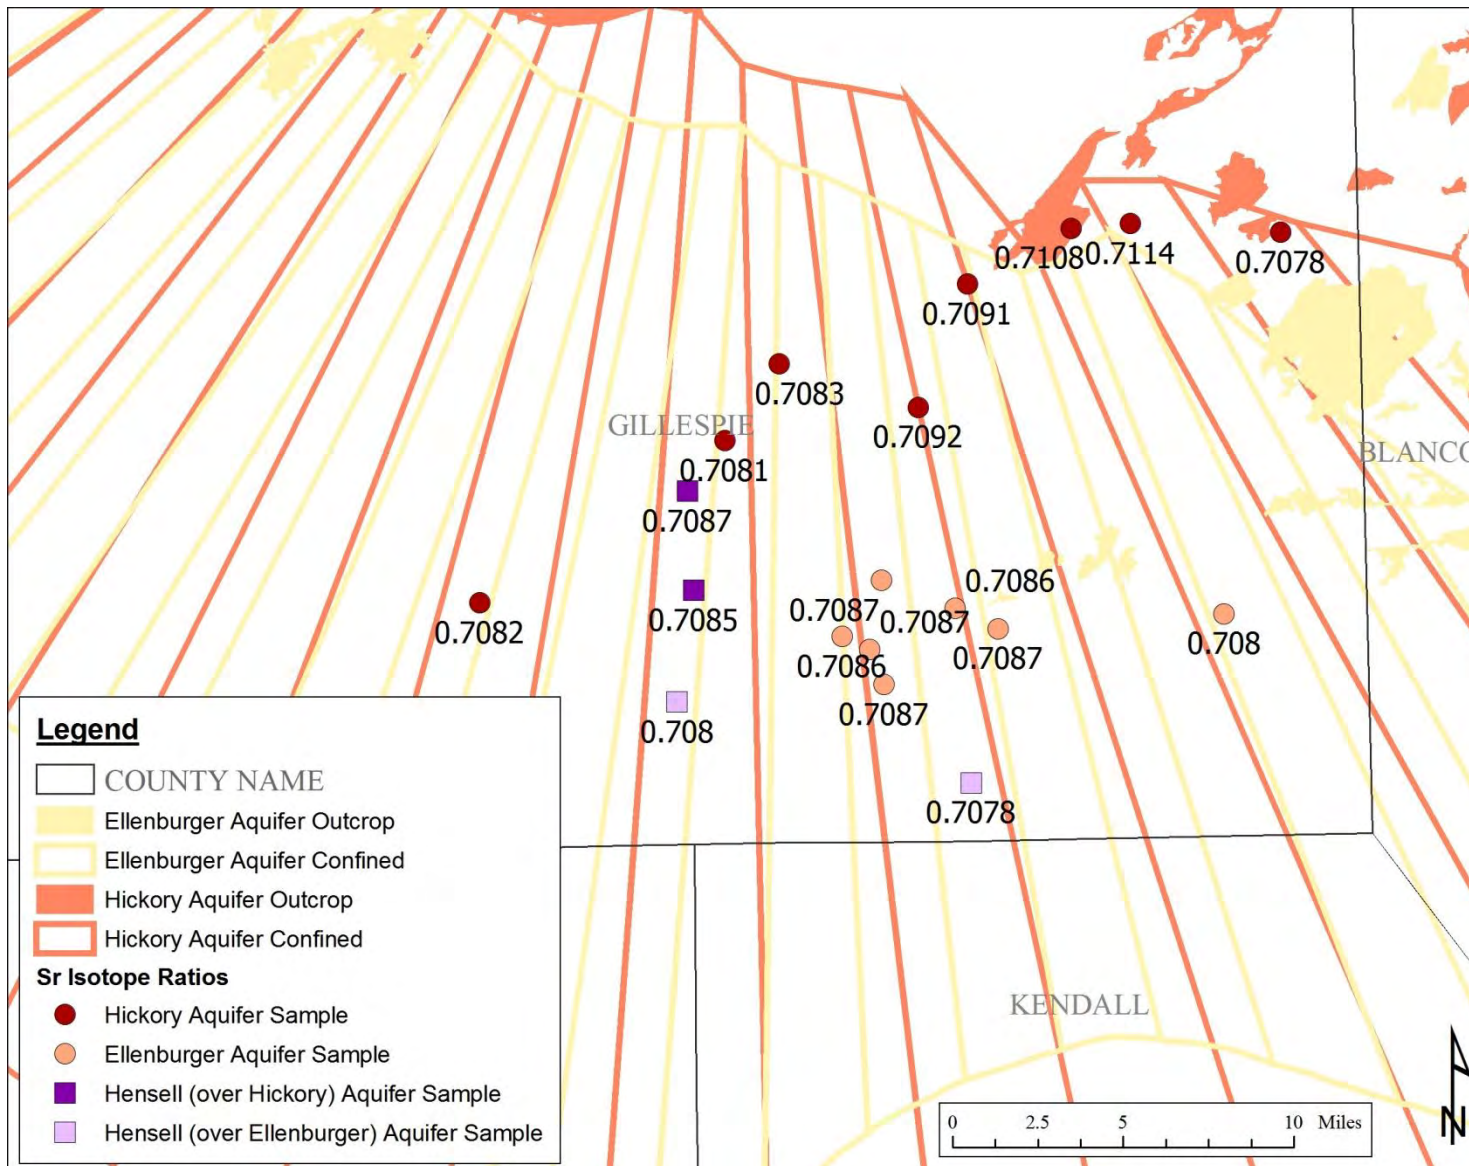 0.7108
0.7114
0.7078
0.7091
0.7083
0.7092
GILLESPIE
BLANCO
0.7081
0.7087
0.7086
0.7087
0.7087
0.7082
0.7085
0.7086
0.7087
0.708
0.7087
0.708
0.7078
KENDALL
Legend
COUNTY NAME
Ellenburger Aquifer Outcrop
Ellenburger Aquifer Confined
Hickory Aquifer Outcrop
Hickory Aquifer Confined
Sr Isotope Ratios
Hickory Aquifer Sample
Ellenburger Aquifer Sample
Hensell (over Hickory) Aquifer Sample
Hensell (over Ellenburger) Aquifer Sample
0 2.5 5 10 Miles
N